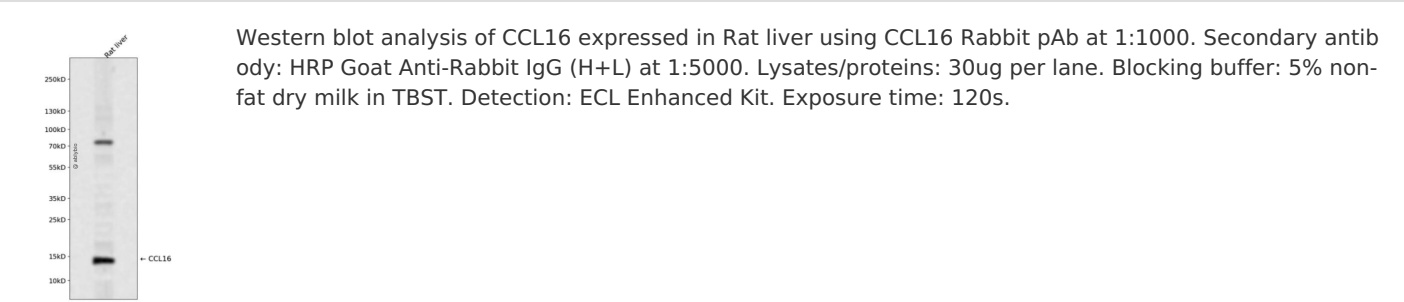 Rat liver
Western blot analysis of CCL16 expressed in Rat liver using CCL16 Rabbit pAb at 1:1000. Secondary antib
ody: HRP Goat Anti-Rabbit IgG (H+L) at 1:5000. Lysates/proteins: 30ug per lane. Blocking buffer: 5% non-
fat dry milk in TBST. Detection: ECL Enhanced Kit. Exposure time: 120s.
250kD
130kD
100kD
70kD
55kD
35kD
25kD
15kD
← CCL16
10kD